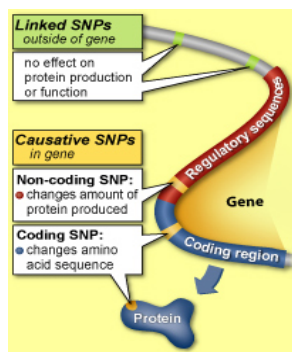 Linked SNPs
outside of gene
no effect on
protein production
or function
Regulatory sequences
Causative SNPs
in gene
Non-coding SNP:
changes amount of
protein produced
Gene
Coding SNP:
changes amino
acid sequence
Coding region
Protein